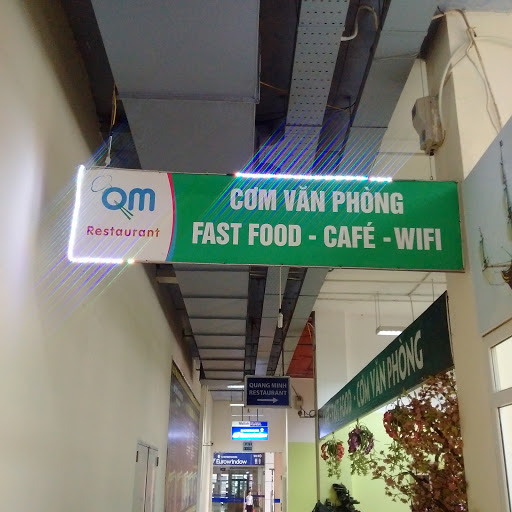 QM
Restaurant
CƠM VĂN PHÒNG
FAST FOOD - CAFÉ - WIFI
CƠM VĂN PHÒNG
QUANG MINH
RESTAURANT
Eurowindow